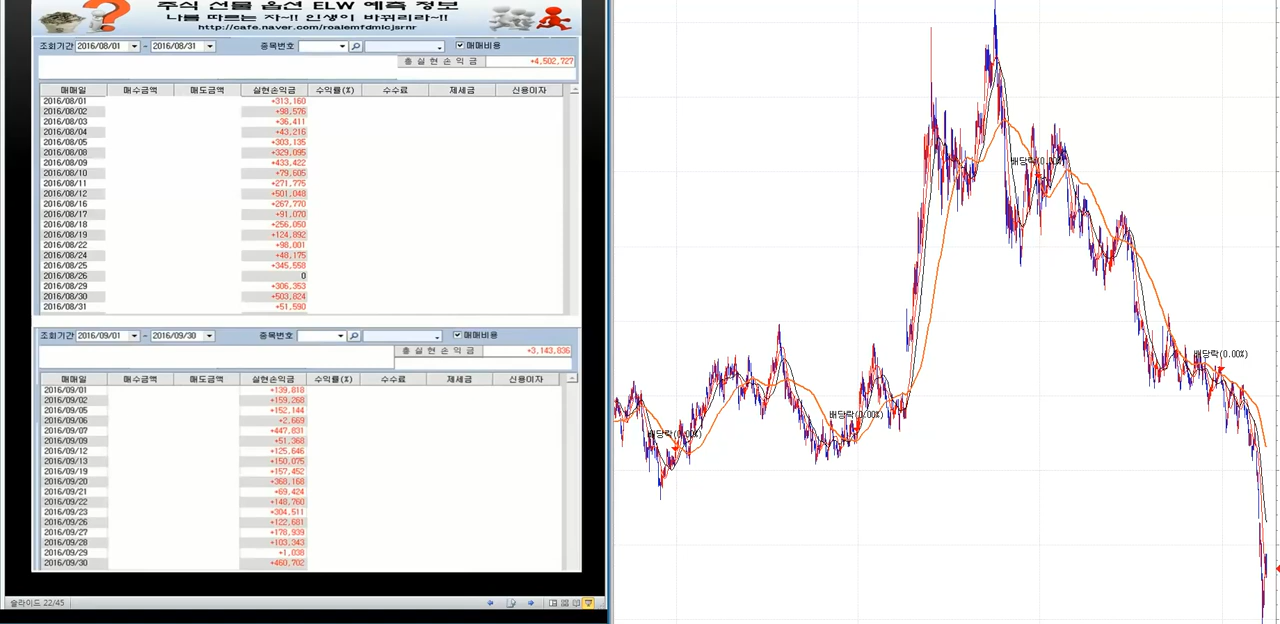 주식 선물 옵션 ELW 예측 정보
나를 따르는 자~!! 인생이 바뀌리라~!!
http://cafe.naver.com/roalemfdmlcjsrnr
조회기간 2016/08/01 ~ 2016/08/31 종목번호 매매비용
총실현손익금 +4,502,727
매매일 매수금액 매도금액 실현손익금 수익률(%) 수수료 제세금 신용이자
2016/08/01 +313,160
2016/08/02 +98,576
2016/08/03 +36,411
2016/08/04 +43,216
2016/08/05 +303,135
2016/08/08 +329,095
2016/08/09 +433,422
2016/08/10 +79,605
2016/08/11 +271,775
2016/08/12 +501,048
2016/08/16 +267,770
2016/08/17 +91,070
2016/08/18 +256,050
2016/08/19 +124,892
2016/08/22 +98,001
2016/08/24 +48,175
2016/08/25 +345,558
2016/08/26 0
2016/08/29 +306,353
2016/08/30 +503,824
2016/08/31 +51,590
조회기간 2016/09/01 ~ 2016/09/30 종목번호 매매비용
총실현손익금 +3,143,836
매매일 매수금액 매도금액 실현손익금 수익률(%) 수수료 제세금 신용이자
2016/09/01 +139,818
2016/09/02 +159,268
2016/09/05 +152,144
2016/09/06 +2,669
2016/09/07 +447,831
2016/09/09 +51,368
2016/09/12 +125,646
2016/09/13 +150,075
2016/09/19 +157,452
2016/09/20 +368,168
2016/09/21 +69,424
2016/09/22 +148,760
2016/09/23 +304,511
2016/09/26 +122,681
2016/09/27 +178,939
2016/09/28 +103,343
2016/09/29 +1,038
2016/09/30 +460,702
슬라이드 22/45
배당락(0.00%)
배당락(0.00%)
배당락(0.00%)
배당락(0.00%)